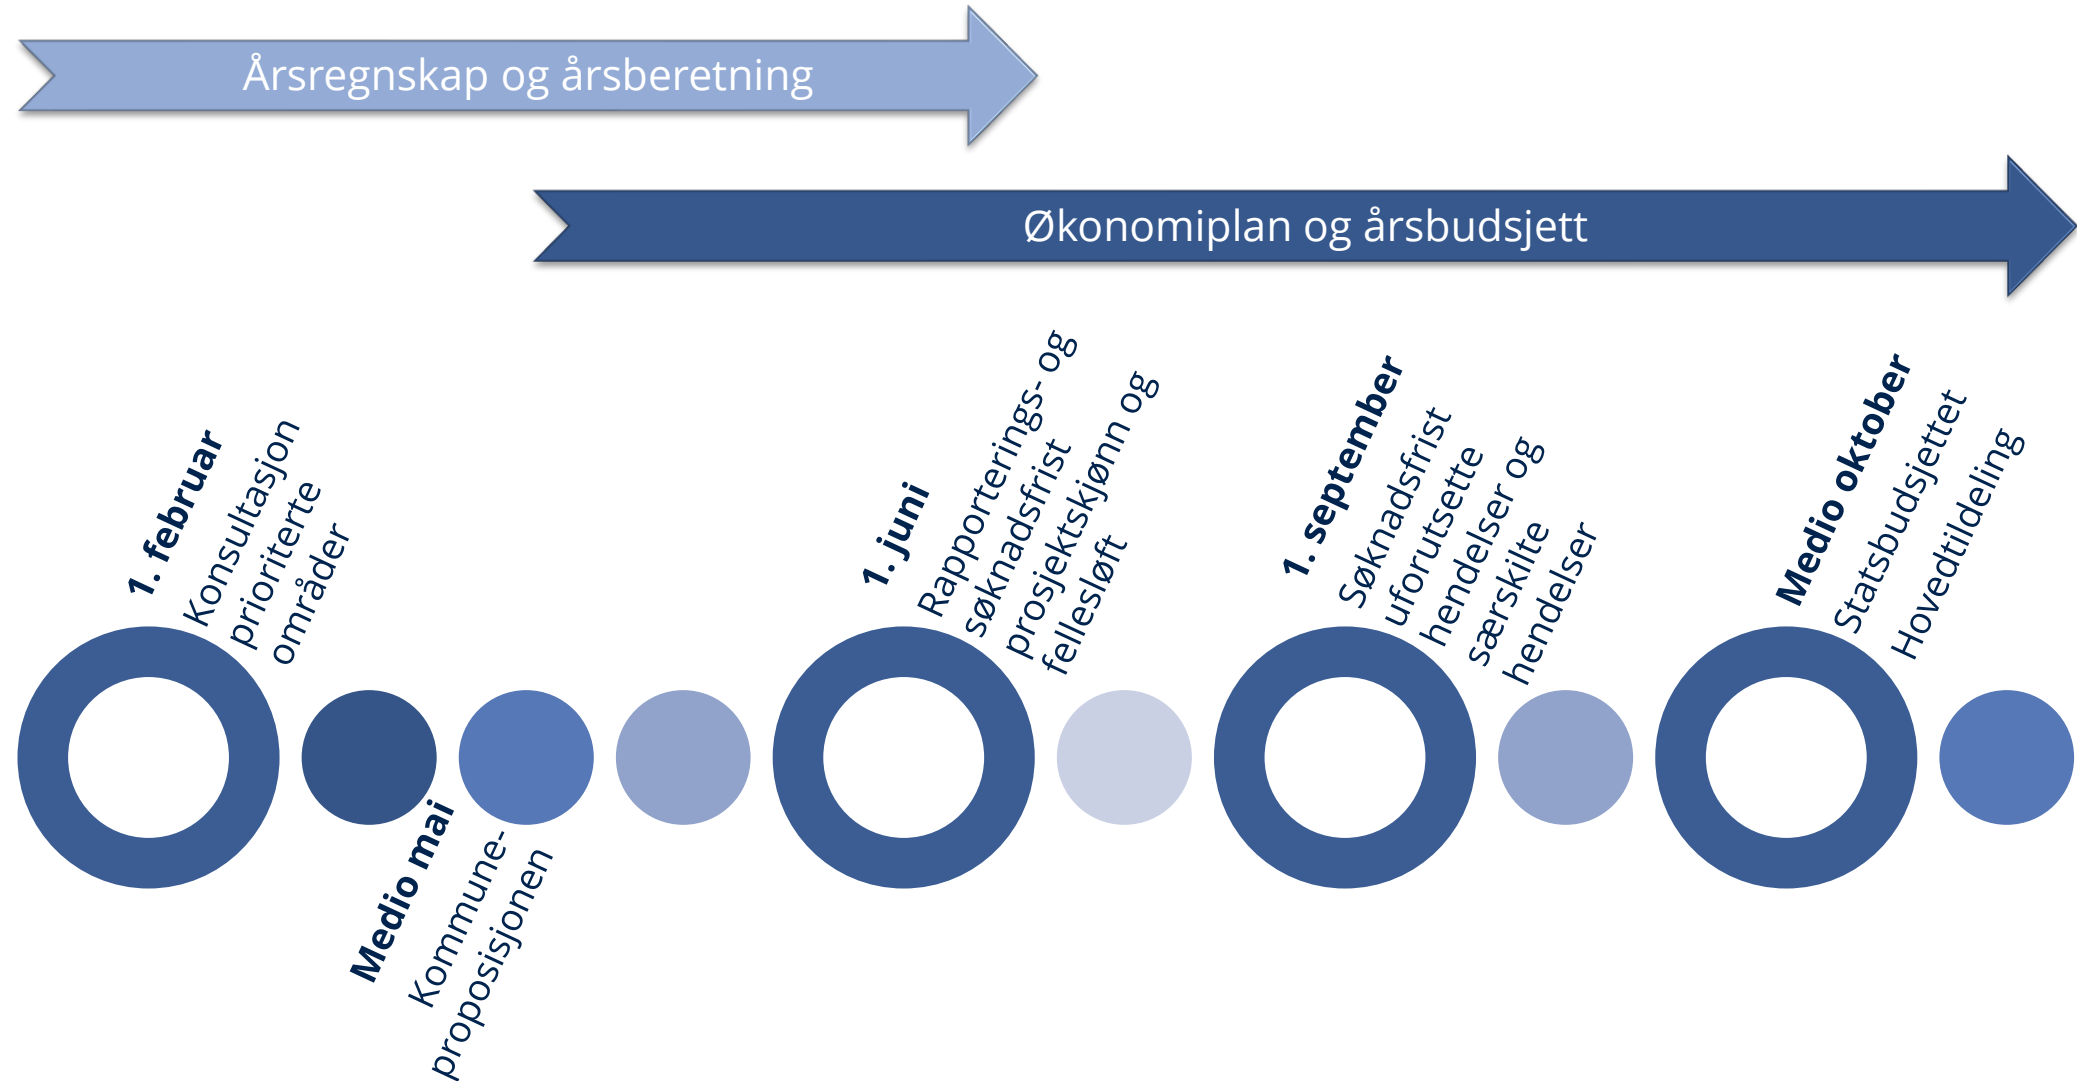 Årsregnskap og årsberetning
Økonomiplan og årsbudsjett
1. februar
Konsultasjon
prioriterte
områder
Medio mai
Kommune-
proposisjonen
1. juni
Rapporterings- og
søknadsfrist
prosjektskjønn og
fellesløft
1. september
Søknadsfrist
uforutsette
hendelser og
særskilte
hendelser
Medio oktober
Statsbudsjettet
Hovedtildeling